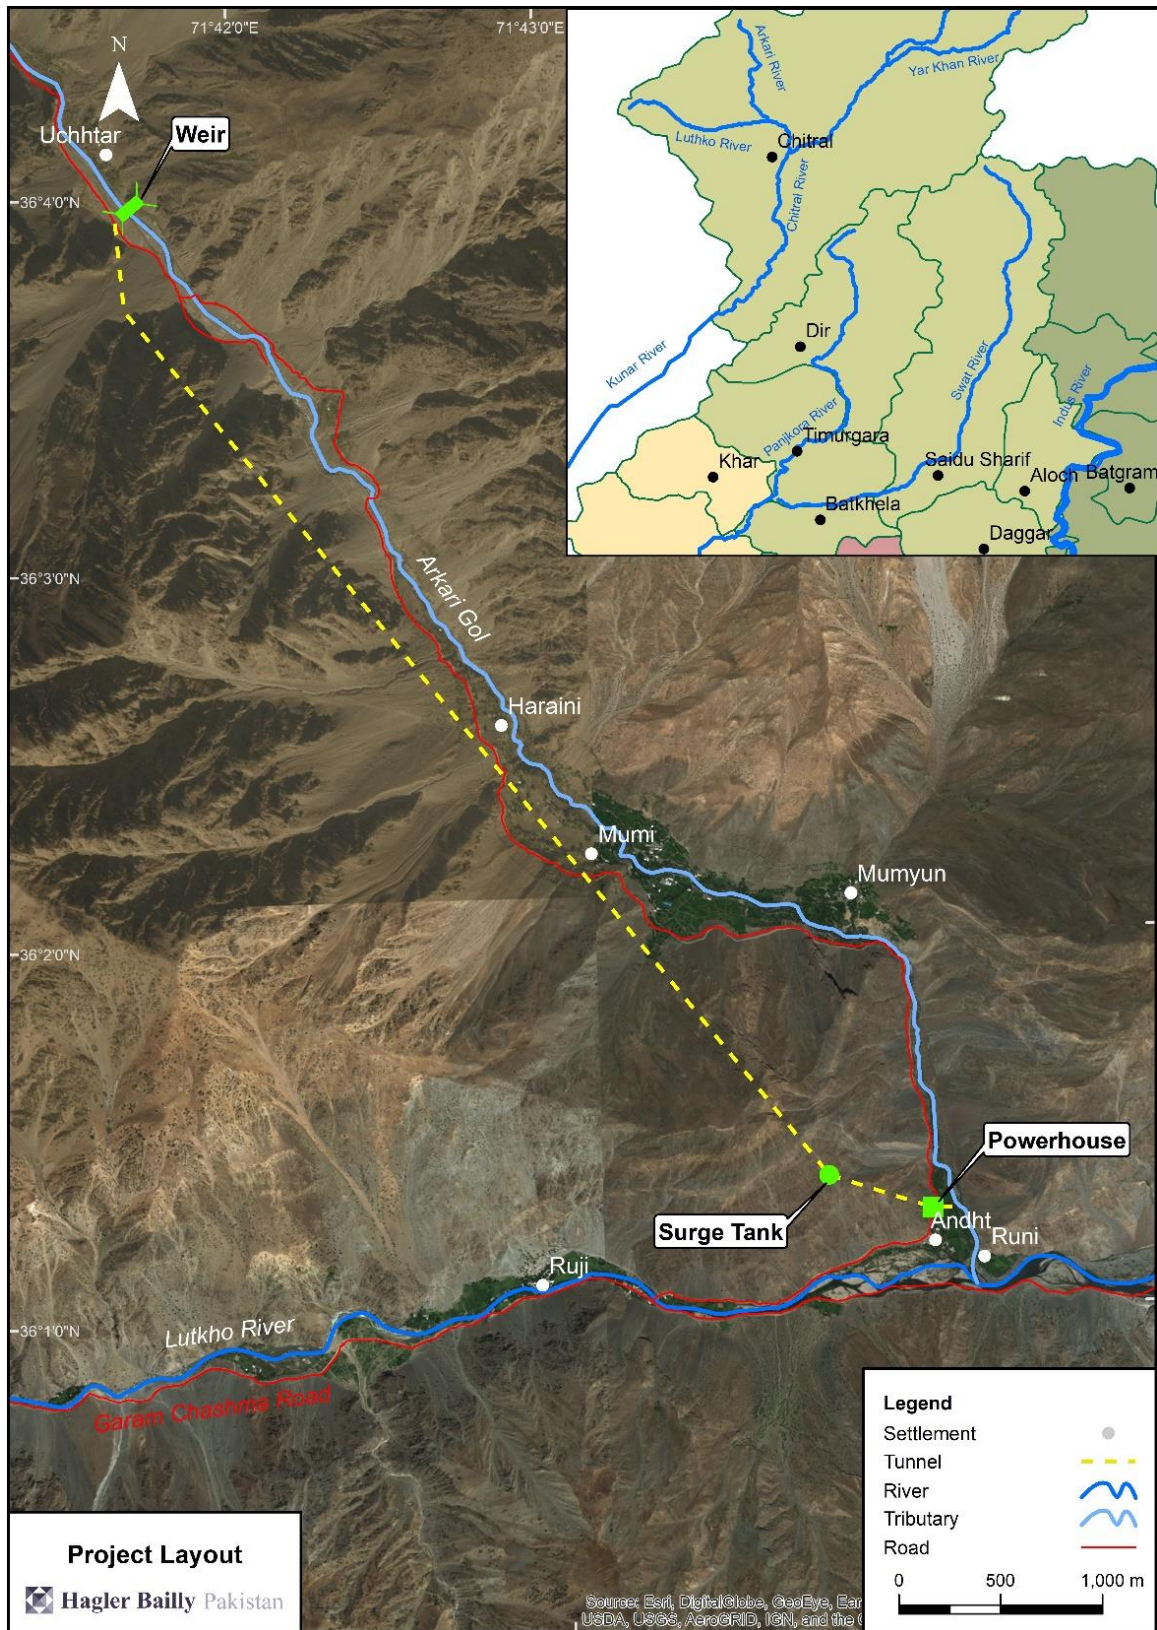 71°42'0"E
71°43'0"E
N
Uchhtar
Weir
36°4'0"N
Arkari River
Yar Khan River
Luthko River
Chitral
Chitral River
Dir
Kunar River
Swat River
Indus River
Panjkora River
Timurgara
Khar
Saidu Sharif
Aloch
Batgram
Batkhela
Daggar
36°3'0"N
Arkari Gol
Haraini
Mumi
Mumyun
36°2'0"N
Powerhouse
Surge Tank
Andht
Runi
Ruji
36°1'0"N
Lutkho River
Garam Chashma Road
Legend
Settlement
Tunnel
River
Tributary
Road
0 500 1,000 m
Project Layout
Hagler Bailly Pakistan
Source: Esri, DigitalGlobe, GeoEye,
USDA, USGS, AeroGRID, IGN, and the